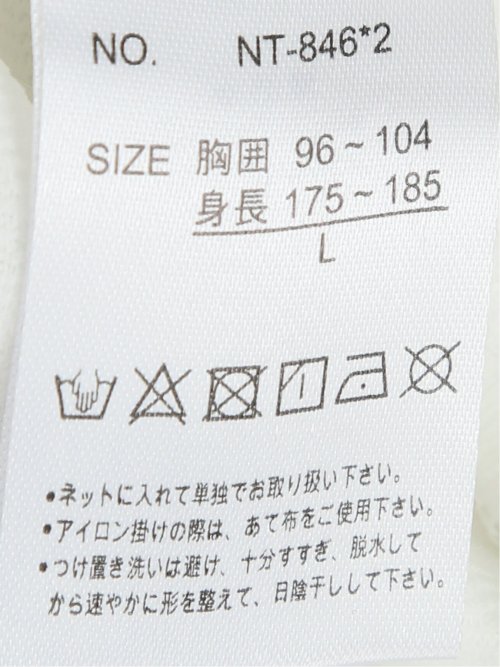 NO. NT-846*2
SIZE 胸囲 96～104
身長 175～185
L
•ネットに入れて単独でお取り扱い下さい。
•アイロン掛けの際は、あて布をご使用下さい。
•つけ置き洗いは避け、十分すすぎ、脱水して
から速やかに形を整えて、日陰干しして下さい。